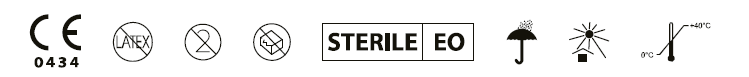 CE
0434
LATEX
2
STERILE EO
0°C
+40°C